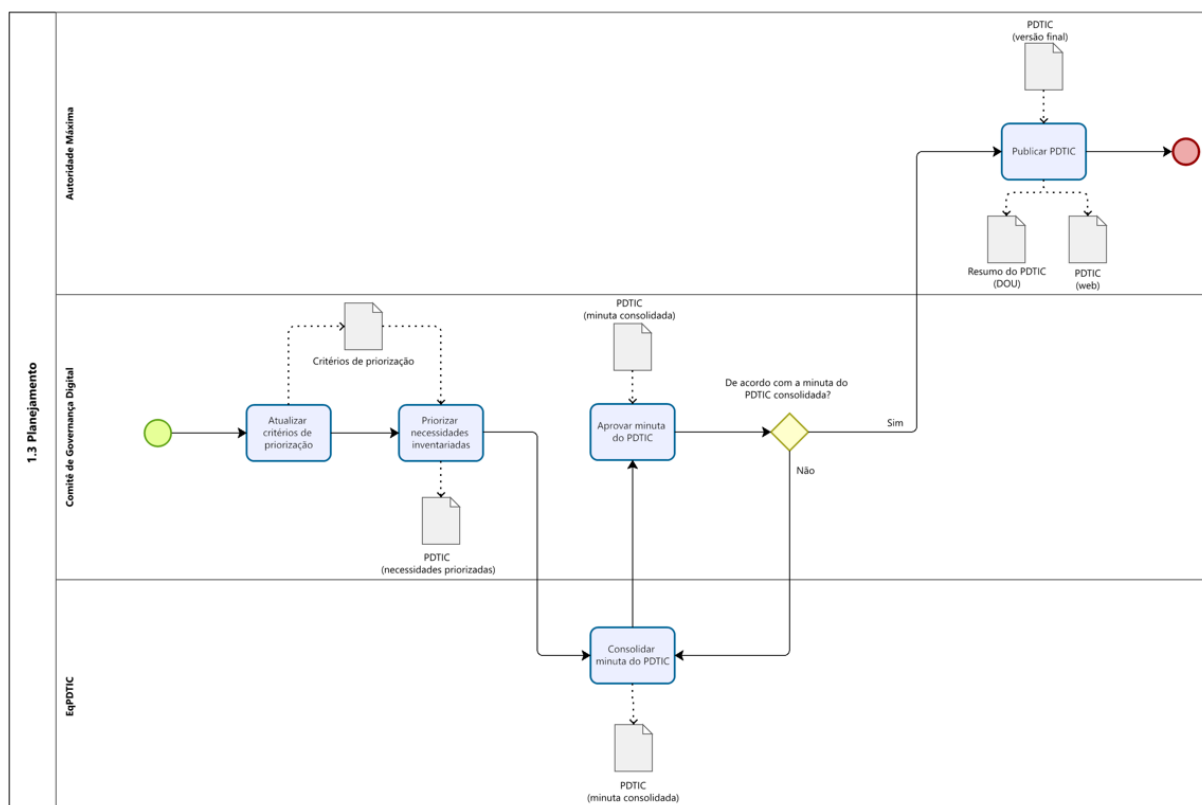 1.3 Planejamento
Autoridade Máxima
PDTIC
(versão final)
Publicar PDTIC
Resumo do PDTIC
(DOU)
PDTIC
(web)
Comitê de Governança Digital
Critérios de priorização
Atualizar
critérios de
priorização
Priorizar
necessidades
inventariadas
PDTIC
(necessidades priorizadas)
PDTIC
(minuta consolidada)
Aprovar minuta
do PDTIC
De acordo com a minuta do
PDTIC consolidada?
Sim
Não
EqPDTIC
Consolidar
minuta do PDTIC
PDTIC
(minuta consolidada)